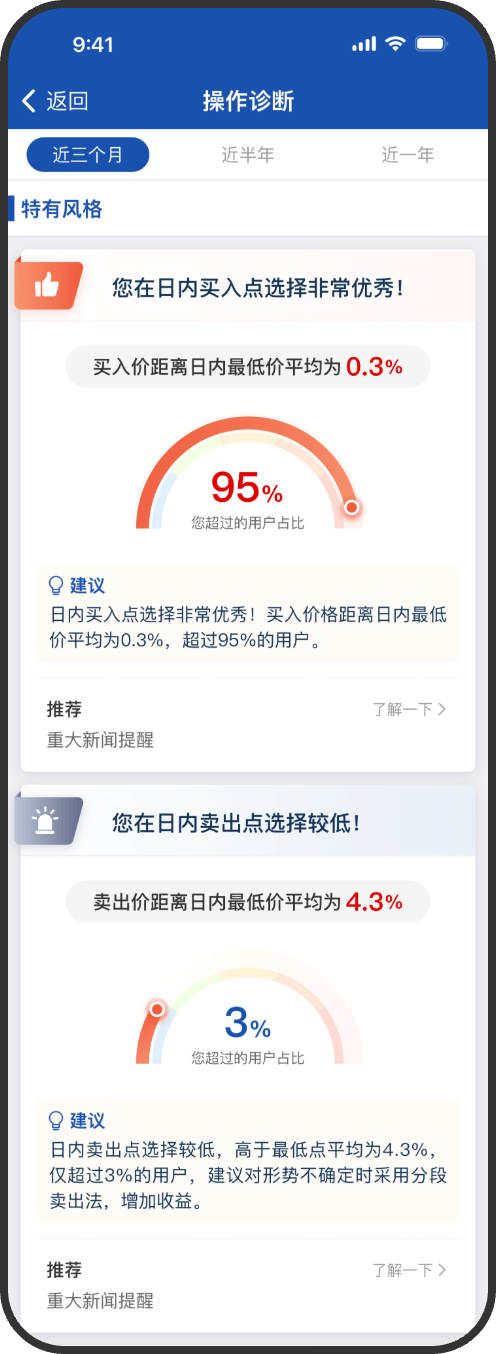 9:41
返回
操作诊断
近三个月
近半年
近一年
特有风格
您在日内买入点选择非常优秀!
买入价距离日内最低价平均为 0.3%
95%
您超过的用户占比
建议
日内买入点选择非常优秀！买入价格距离日内最低
价平均为0.3%，超过95%的用户。
推荐
了解一下
重大新闻提醒
您在日内卖出点选择较低!
卖出价距离日内最低价平均为 4.3%
3%
您超过的用户占比
建议
日内卖出点选择较低，高于最低点平均为4.3%，
仅超过3%的用户，建议对形势不确定时采用分段
卖出法，增加收益。
推荐
了解一下
重大新闻提醒